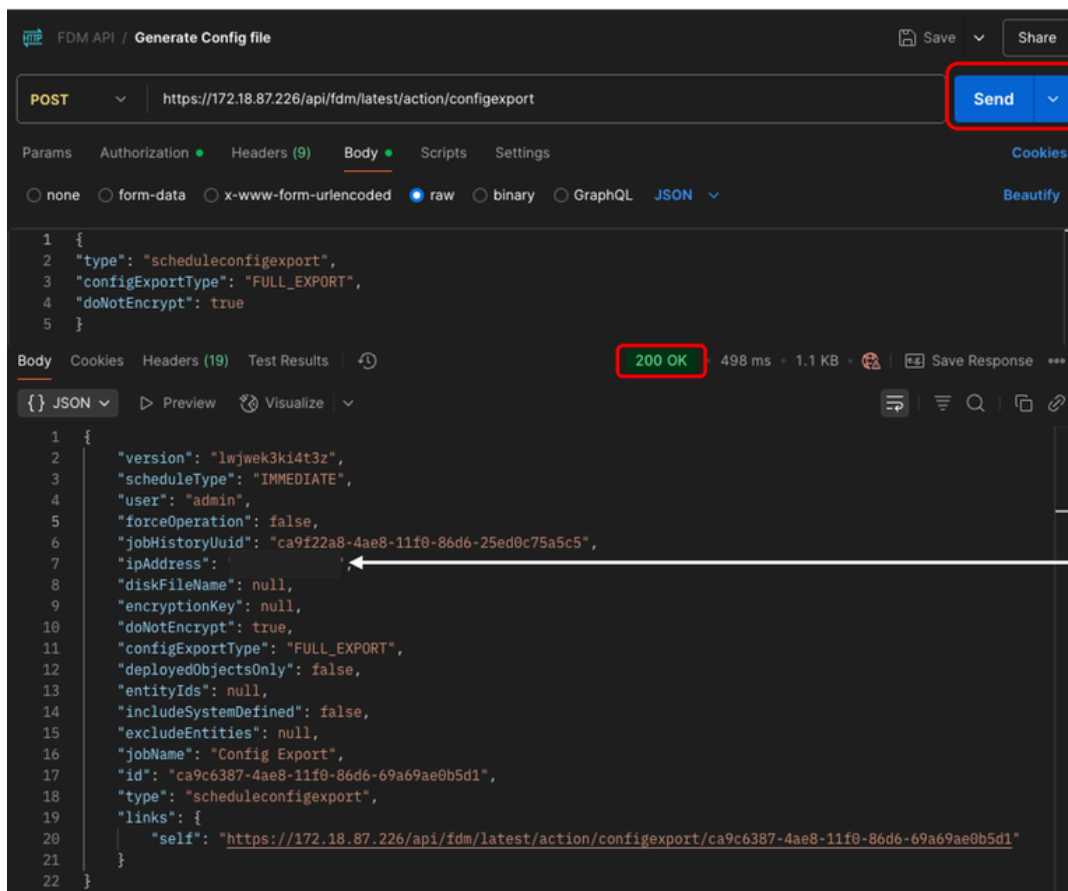 HTTP FDM API / Generate Config file Save Share
POST https://172.18.87.226/api/fdm/latest/action/configexport Send
Params Authorization Headers (9) Body Scripts Settings Cookies
none form-data x-www-form-urlencoded raw binary GraphQL JSON Beautify
1 {
2 "type": "scheduleconfigexport",
3 "configExportType": "FULL_EXPORT",
4 "doNotEncrypt": true
5 }
Body Cookies Headers (19) Test Results 200 OK 498 ms 1.1 KB e.g. Save Response
{} JSON Preview Visualize
1 {
2 "version": "lwjwek3ki4t3z",
3 "scheduleType": "IMMEDIATE",
4 "user": "admin",
5 "forceOperation": false,
6 "jobHistoryUuid": "ca9f22a8-4ae8-11f0-86d6-25ed0c75a5c5",
7 "ipAddress": "",
8 "diskFileName": null,
9 "encryptionKey": null,
10 "doNotEncrypt": true,
11 "configExportType": "FULL_EXPORT",
12 "deployedObjectsOnly": false,
13 "entityIds": null,
14 "includeSystemDefined": false,
15 "excludeEntities": null,
16 "jobName": "Config Export",
17 "id": "ca9c6387-4ae8-11f0-86d6-69a69ae0b5d1",
18 "type": "scheduleconfigexport",
19 "links": {
20 "self": "https://172.18.87.226/api/fdm/latest/action/configexport/ca9c6387-4ae8-11f0-86d6-69a69ae0b5d1"
21 }
22 }